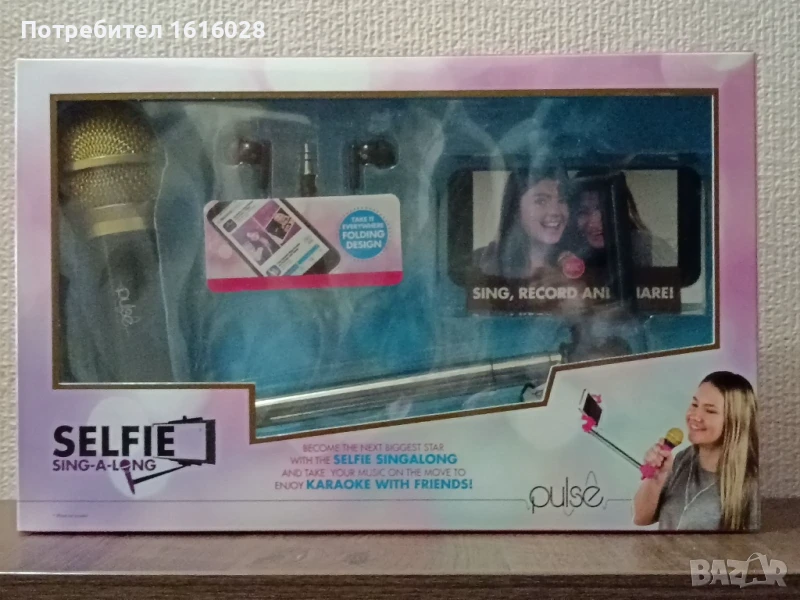 Потребител 1616028
pulse
TAKE IT
EVERYWHERE
FOLDING
DESIGN
SING, RECORD AND SHARE!
SELFIE
SING-A-LONG
BECOME THE NEXT BIGGEST STAR
WITH THE SELFIE SINGALONG
AND TAKE YOUR MUSIC ON THE MOVE TO
ENJOY KARAOKE WITH FRIENDS!
pulse
BAZAR